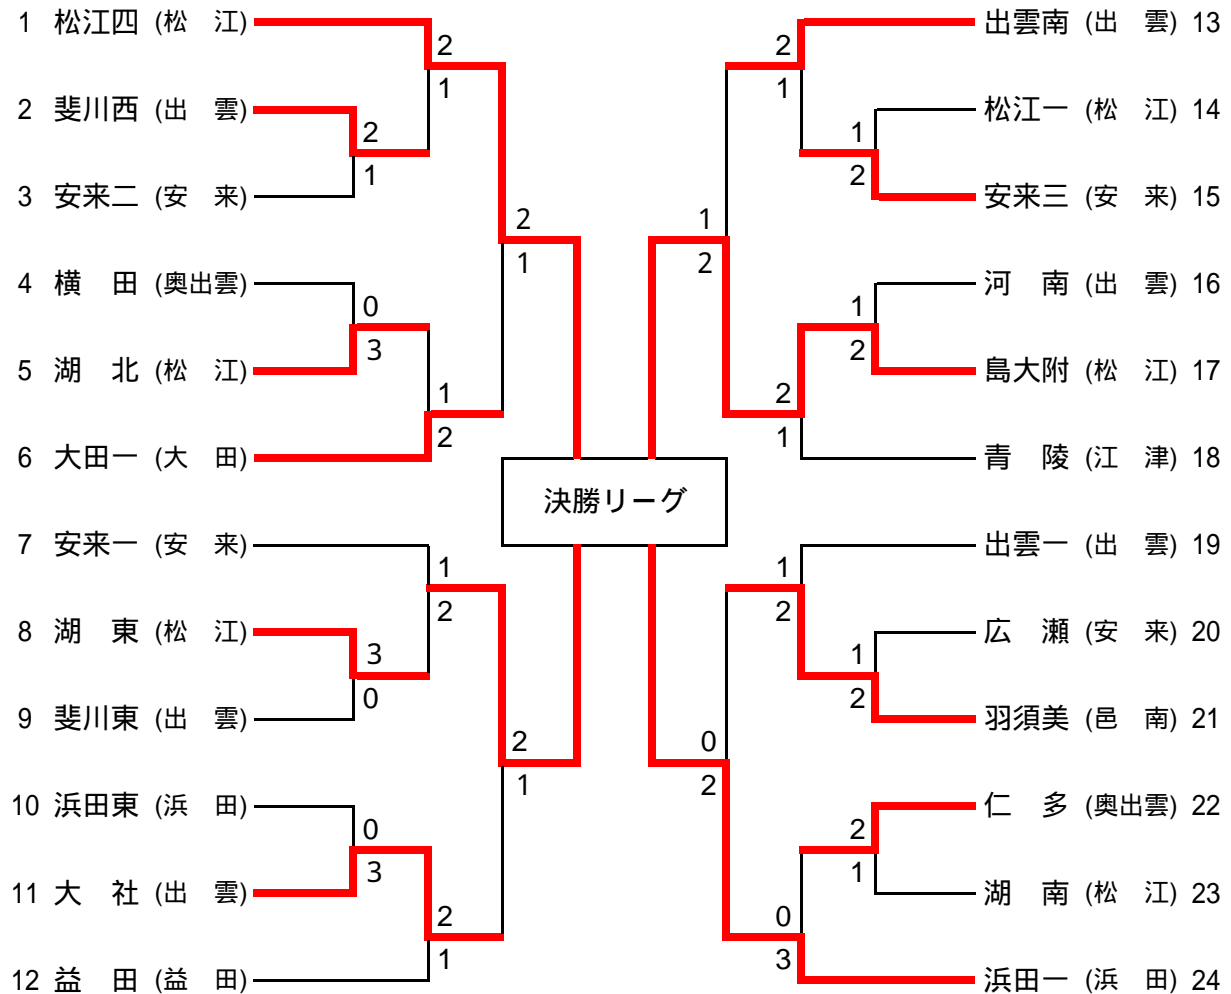 1 松江四 (松　江)
2 斐川西 (出　雲)
3 安来二 (安　来)
4 横　田 (奥出雲)
5 湖　北 (松　江)
6 大田一 (大　田)
7 安来一 (安　来)
8 湖　東 (松　江)
9 斐川東 (出　雲)
10 浜田東 (浜　田)
11 大　社 (出　雲)
12 益　田 (益　田)
2
1
2
1
0
3
1
2
2
1
1
2
3
0
0
3
2
1
2
1
決勝リーグ
2
1
1
2
1
2
1
2
2
1
1
2
1
2
2
1
0
3
0
2
出雲南 (出　雲) 13
松江一 (松　江) 14
安来三 (安　来) 15
河　南 (出　雲) 16
島大附 (松　江) 17
青　陵 (江　津) 18
出雲一 (出　雲) 19
広　瀬 (安　来) 20
羽須美 (邑　南) 21
仁　多 (奥出雲) 22
湖　南 (松　江) 23
浜田一 (浜　田) 24